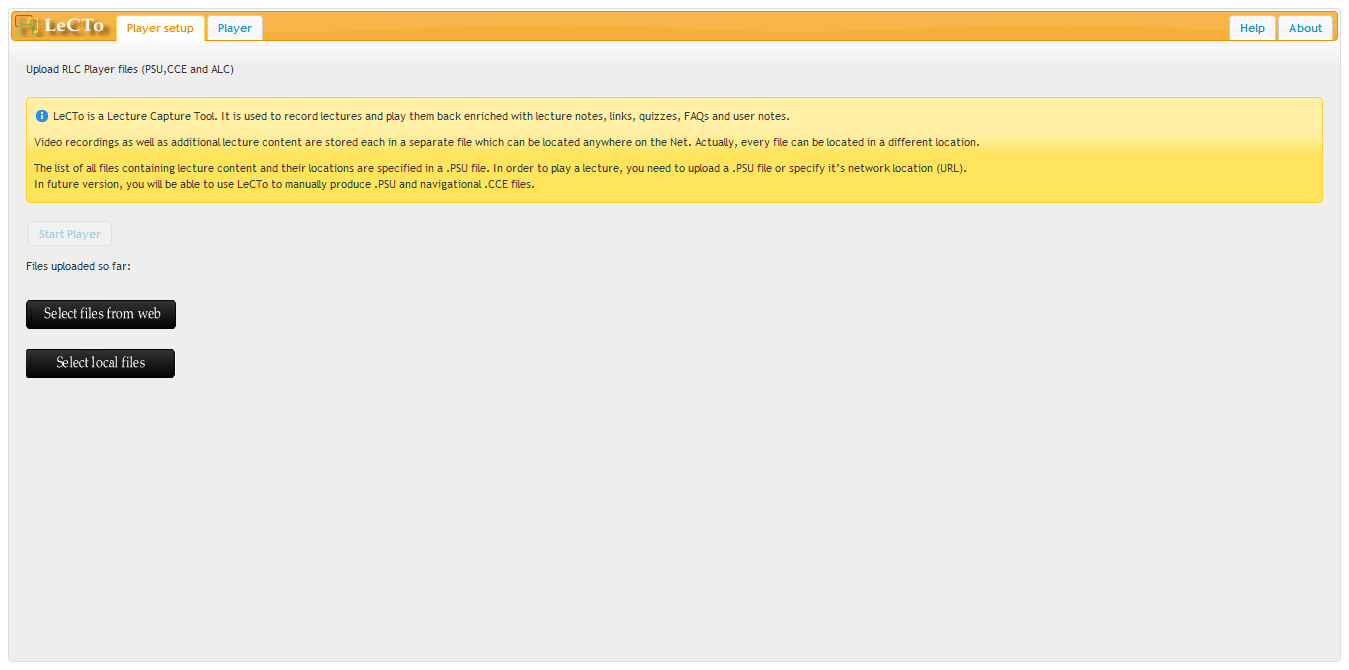 LeCTo
Player setup
Player
Help
About
Upload RLC Player files (PSU,CCE and ALC)
LeCTo is a Lecture Capture Tool. It is used to record lectures and play them back enriched with lecture notes, links, quizzes, FAQs and user notes.
Video recordings as well as additional lecture content are stored each in a separate file which can be located anywhere on the Net. Actually, every file can be located in a different location.
The list of all files containing lecture content and their locations are specified in a .PSU file. In order to play a lecture, you need to upload a .PSU file or specify it's network location (URL).
In future version, you will be able to use LeCTo to manually produce .PSU and navigational .CCE files.
Start Player
Files uploaded so far:
Select files from web
Select local files